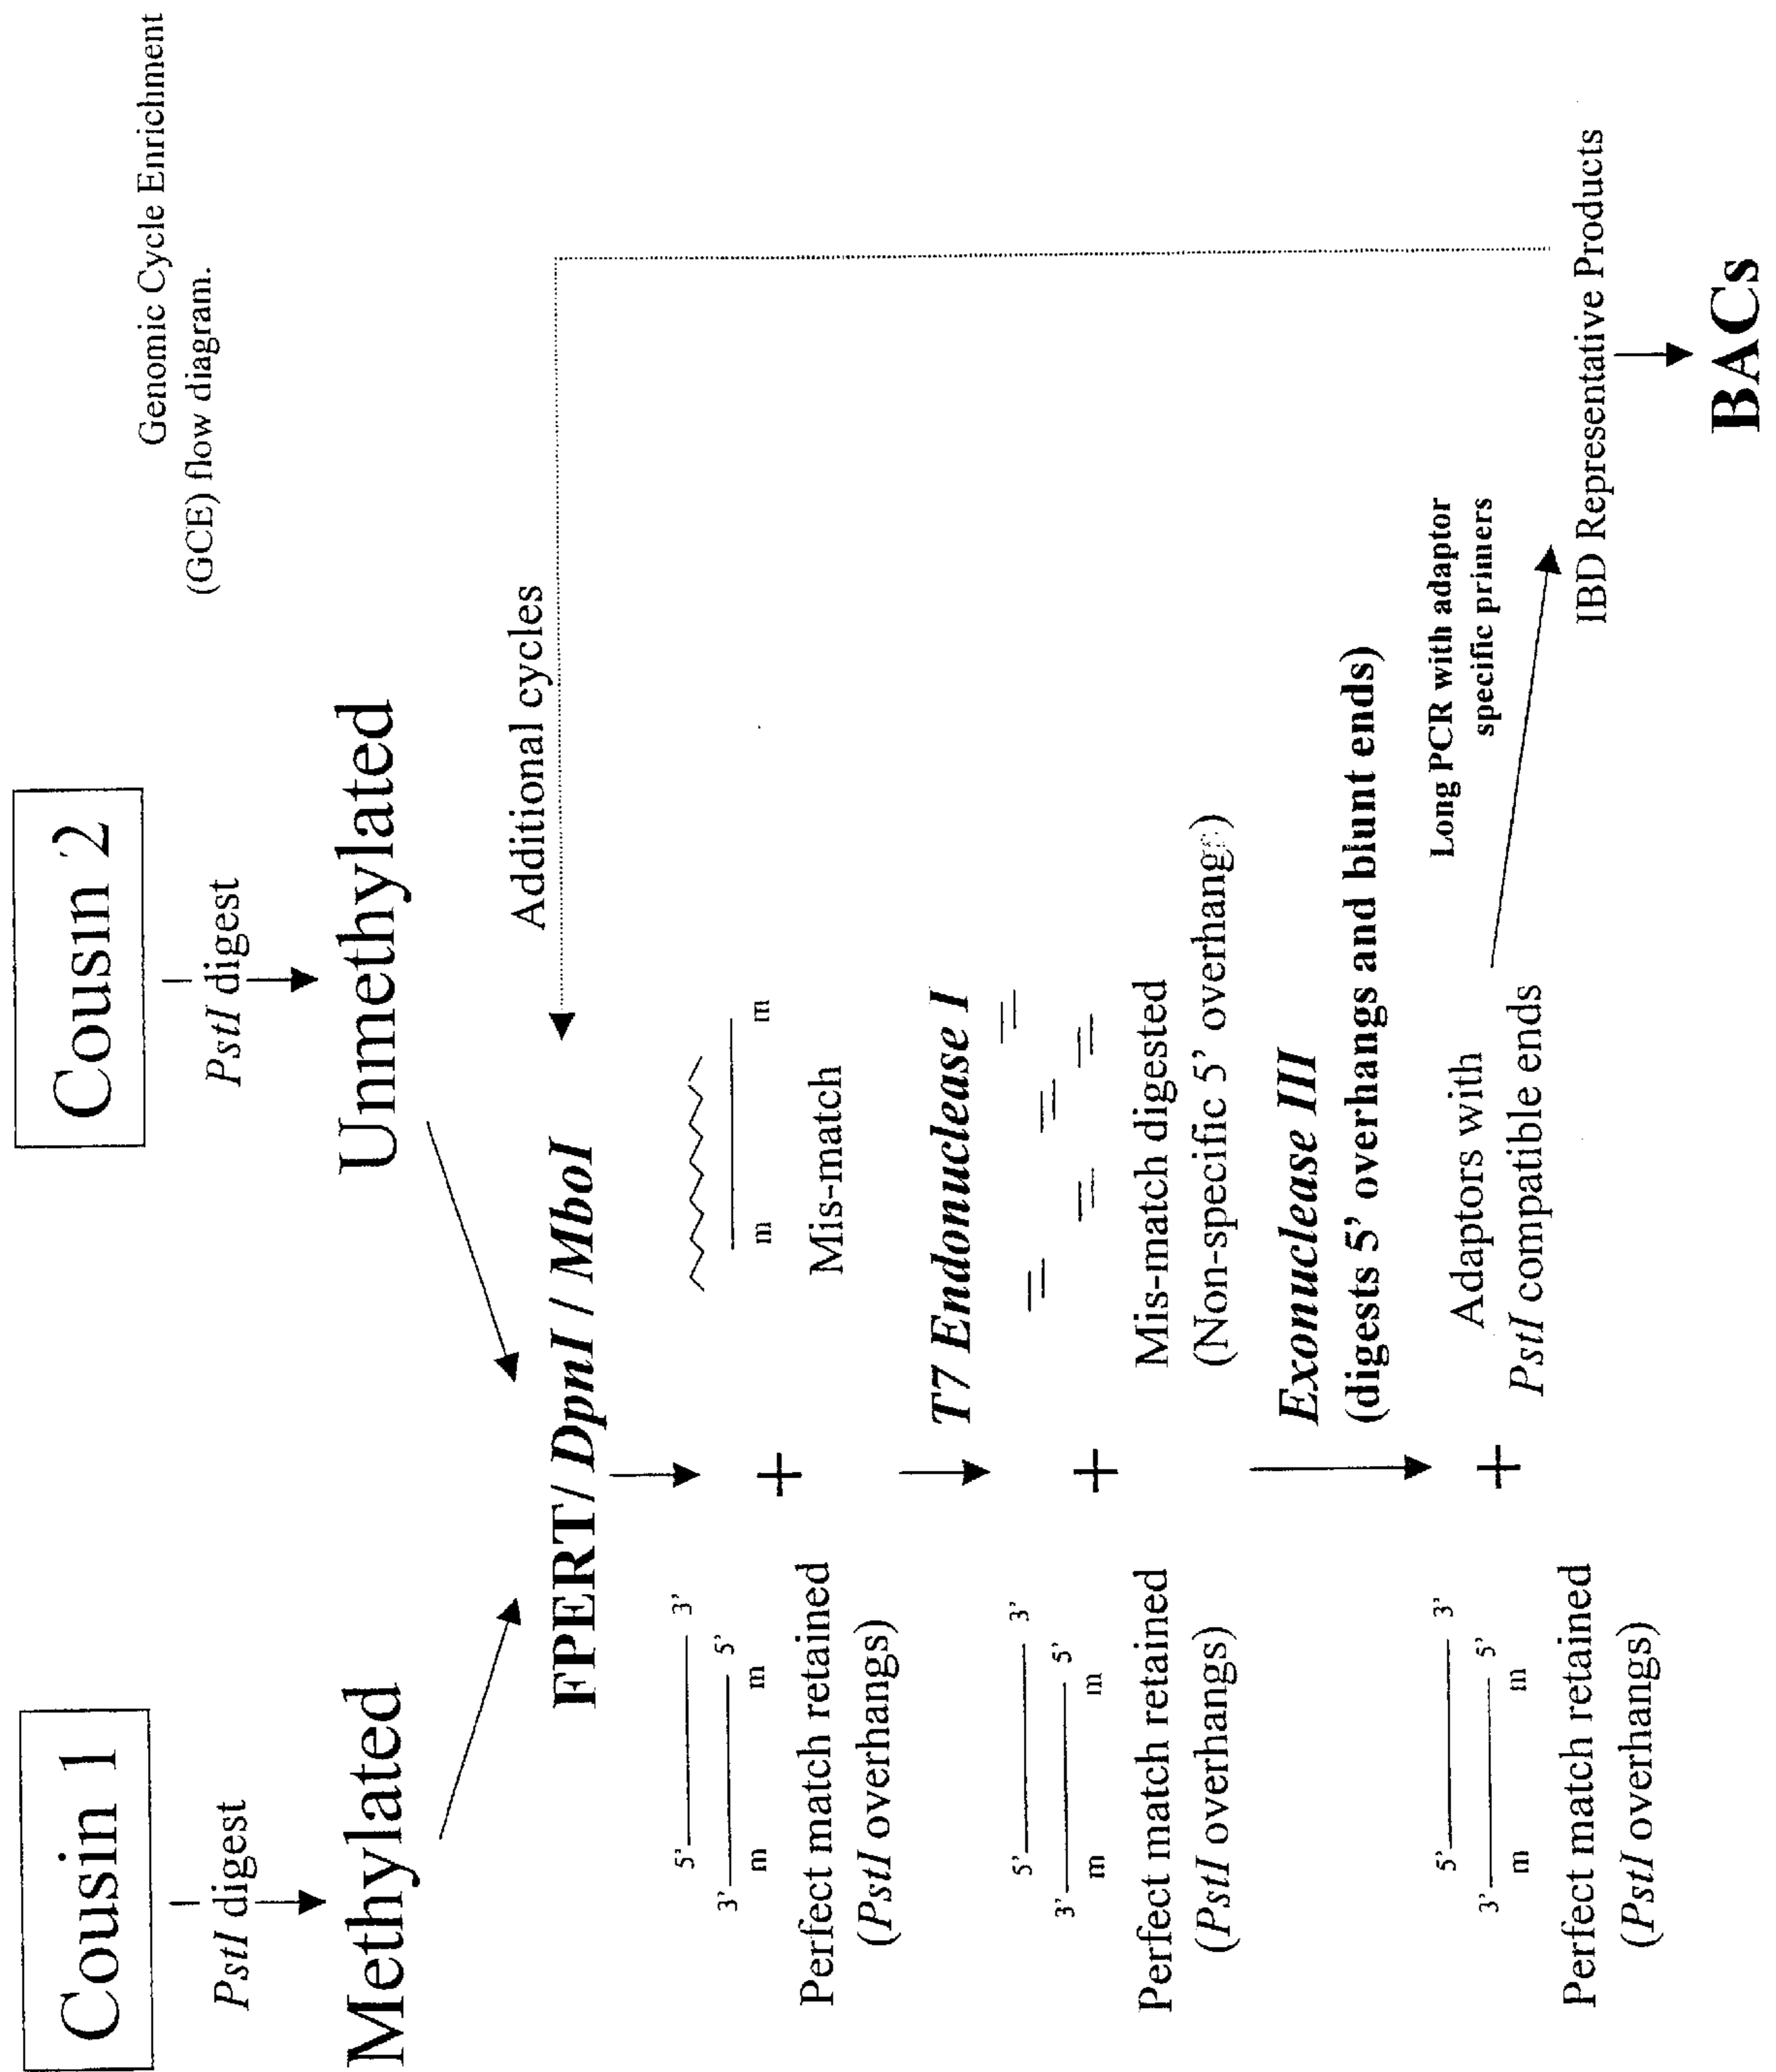 Genomic Cycle Enrichment
(GCE) flow diagram.
Cousin 1
Cousin 2
PstI digest
PstI digest
Methylated
Unmethylated
Additional cycles
FPERT/ DpnI / MboI
5' 3'
3' 5'
m m
+
m m
Perfect match retained
(PstI overhangs)
Mis-match
T7 Endonuclease I
5' 3'
3' 5'
m m
+
Perfect match retained
(PstI overhangs)
Mis-match digested
(Non-specific 5' overhangs)
Exonuclease III
(digests 5' overhangs and blunt ends)
5' 3'
3' 5'
m m
+
Perfect match retained
(PstI overhangs)
Adaptors with
PstI compatible ends
Long PCR with adaptor
specific primers
IBD Representative Products
BACs